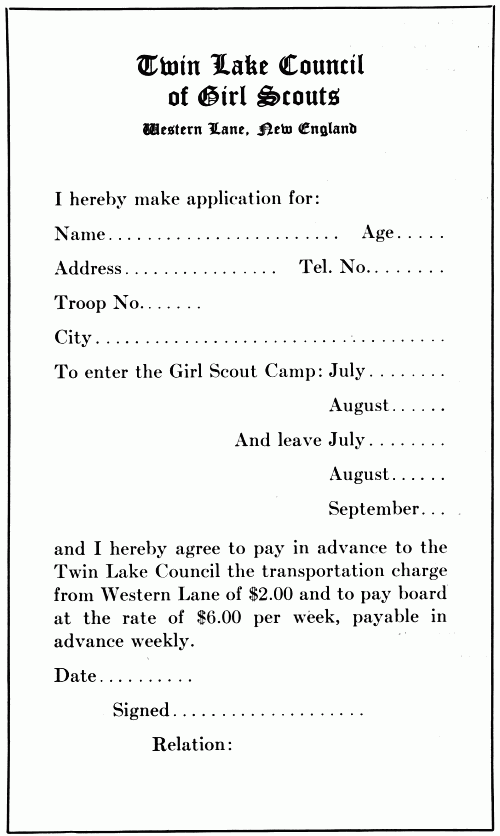 Twin Lake Council
of Girl Scouts
Western Lane, New England
I hereby make application for:
Name....................... Age.....
Address................ Tel. No........
Troop No.......
City...................................
To enter the Girl Scout Camp: July........
August......
And leave July........
August......
September...
and I hereby agree to pay in advance to the
Twin Lake Council the transportation charge
from Western Lane of $2.00 and to pay board
at the rate of $6.00 per week, payable in
advance weekly.
Date..........
Signed....................
Relation: